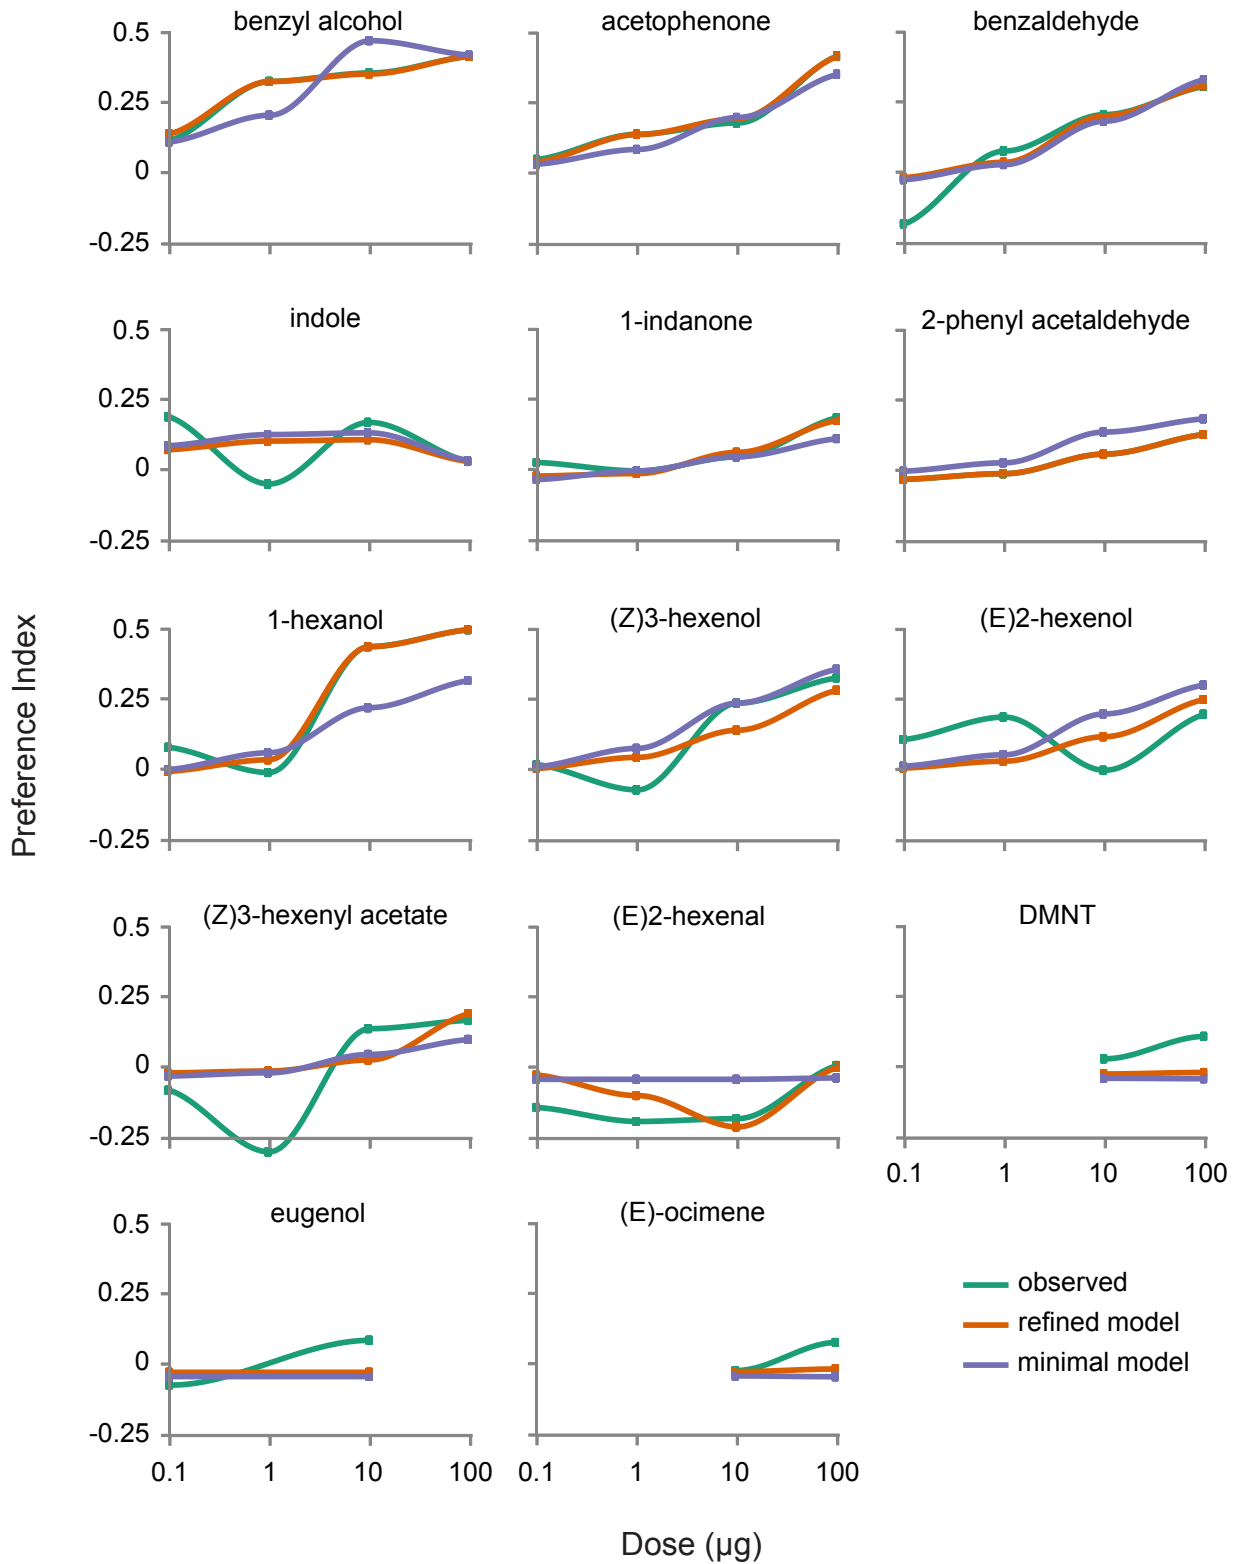 benzyl alcohol
acetophenone
benzaldehyde
0.5
0.25
0
-0.25
indole
1-indanone
2-phenyl acetaldehyde
0.5
0.25
0
-0.25
1-hexanol
(Z)3-hexenol
(E)2-hexenol
0.5
0.25
0
-0.25
Preference Index
(Z)3-hexenyl acetate
(E)2-hexenal
DMNT
0.5
0.25
0
-0.25
0.1 1 10 100
eugenol
(E)-ocimene
0.5
0.25
0
-0.25
0.1 1 10 100
0.1 1 10 100
observed
refined model
minimal model
Dose (µg)